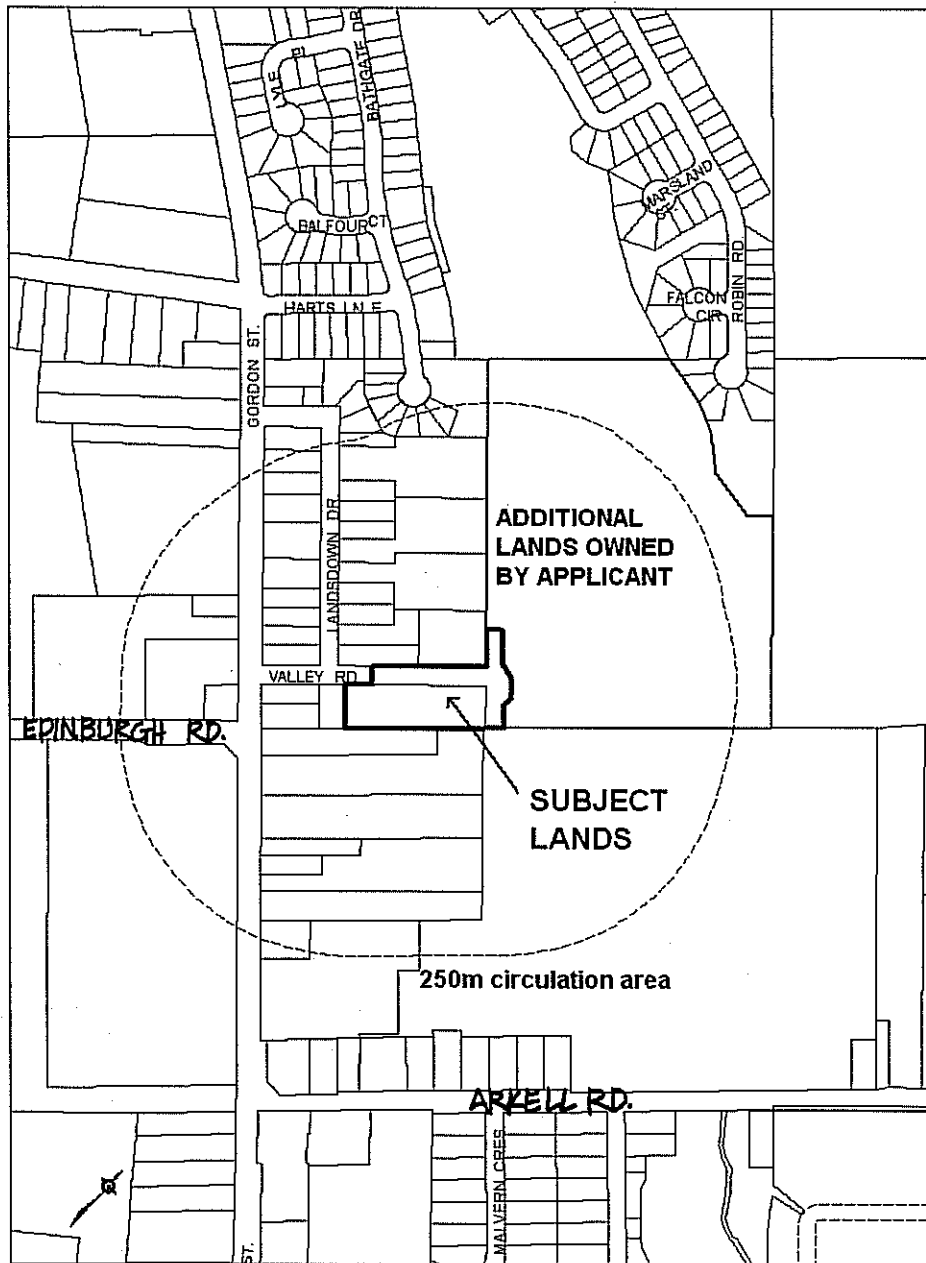 LYLE
PL
BATHGATE DR.
BALFOUR CT
HARTS LN E
GORDON ST.
MARSLAND
ST.
FALCON
CIR
ROBIN RD.
LANDSDOWN DR.
ADDITIONAL
LANDS OWNED
BY APPLICANT
VALLEY RD
EDINBURGH RD.
SUBJECT
LANDS
250m circulation area
ARKELL RD.
MALVERN CRES
ST.